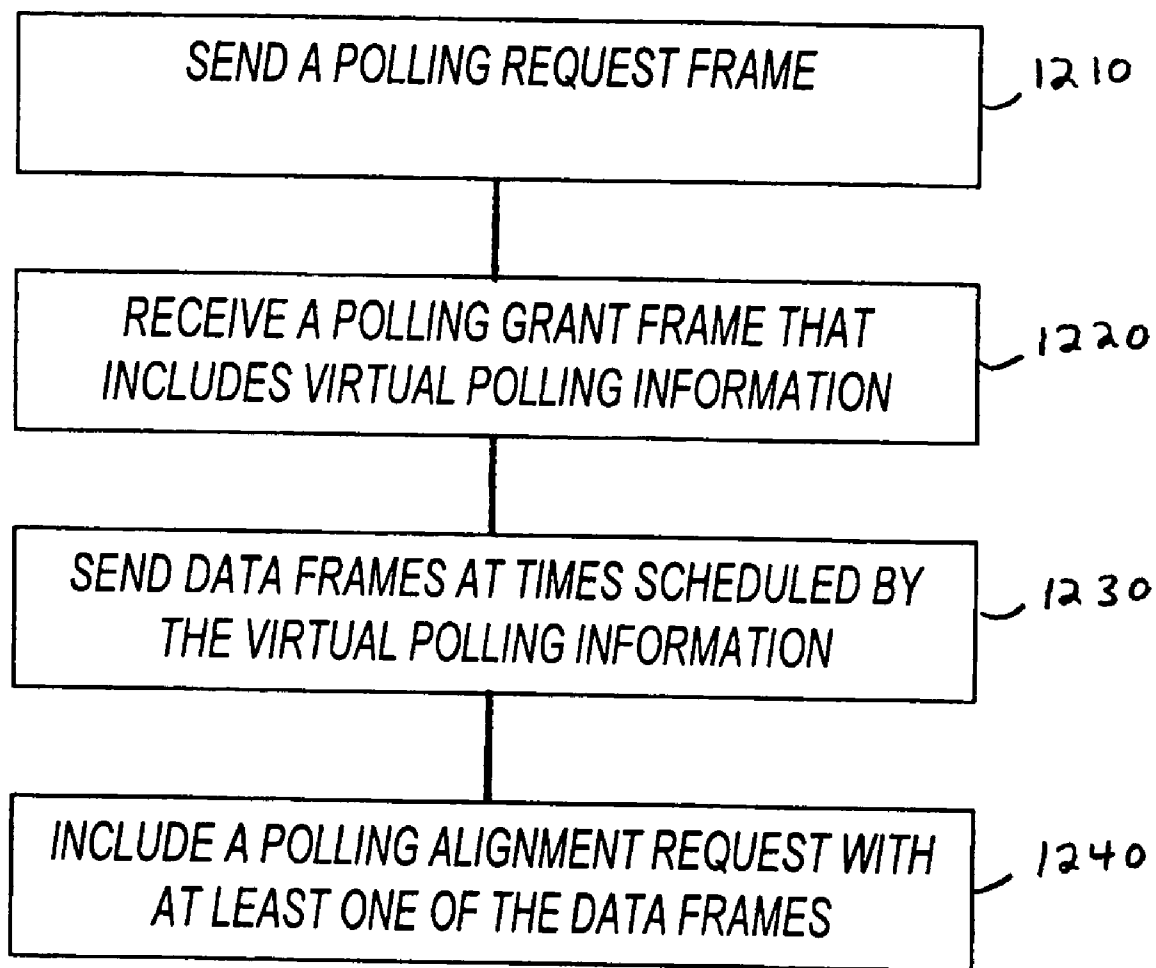 SEND A POLLING REQUEST FRAME
1210
RECEIVE A POLLING GRANT FRAME THAT
INCLUDES VIRTUAL POLLING INFORMATION
1220
SEND DATA FRAMES AT TIMES SCHEDULED BY
THE VIRTUAL POLLING INFORMATION
1230
INCLUDE A POLLING ALIGNMENT REQUEST WITH
AT LEAST ONE OF THE DATA FRAMES
1240